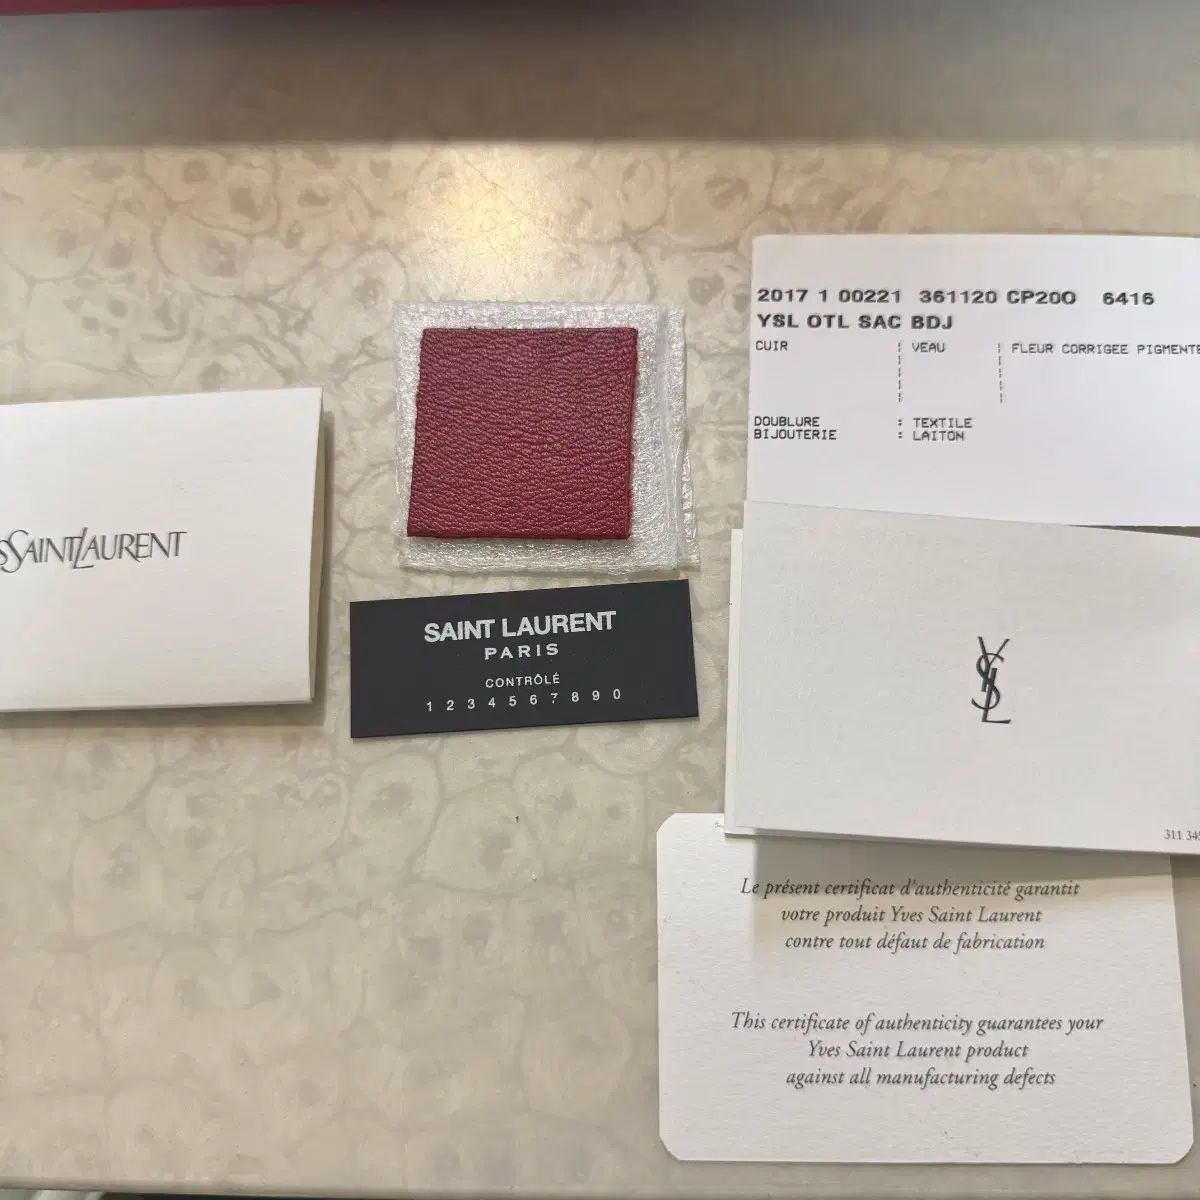 SAINTLAURENT
SAINT LAURENT
PARIS
CONTRÔLÉ
1 2 3 4 5 6 7 8 9 0
2017 1 00221 361120 CP20O 6416
YSL OTL SAC BDJ
CUIR ¦ VEAU ¦ FLEUR CORRIGEE PIGMENTE
DOUBLURE : TEXTILE
BIJOUTERIE : LAITON
YSL
311 345
Le présent certificat d'authenticité garantit
votre produit Yves Saint Laurent
contre tout défaut de fabrication
This certificate of authenticity guarantees your
Yves Saint Laurent product
against all manufacturing defects